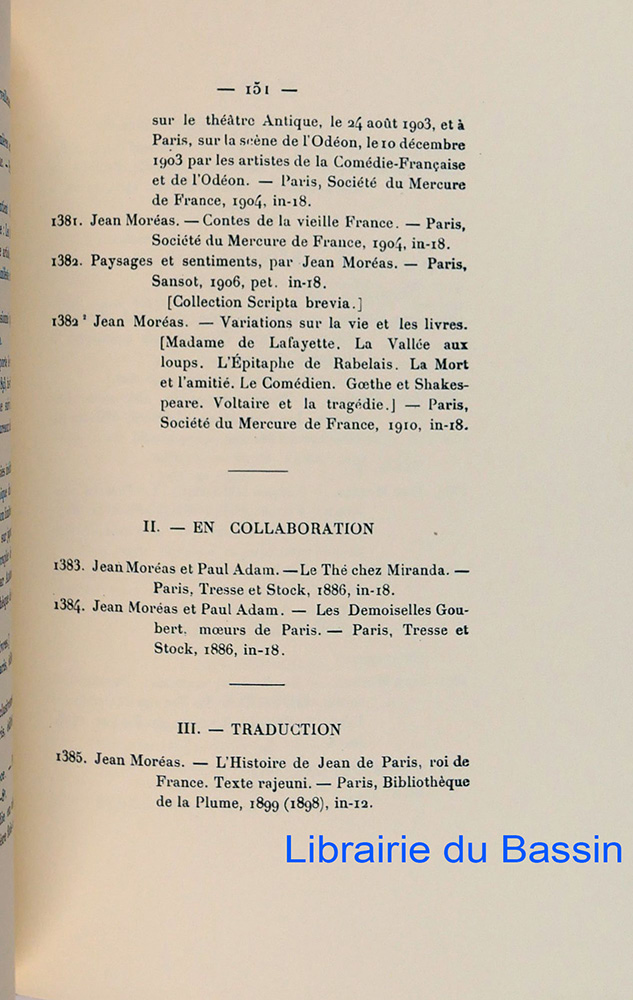 — 151 —
sur le théâtre Antique, le 24 août 1903, et à
Paris, sur la scène de l'Odéon, le 10 décembre
1903 par les artistes de la Comédie-Française
et de l'Odéon. — Paris, Société du Mercure
de France, 1904, in-18.
1381. Jean Moréas. — Contes de la vieille France. — Paris,
Société du Mercure de France, 1904, in-18.
1382. Paysages et sentiments, par Jean Moréas. — Paris,
Sansot, 1906, pet. in-18.
[Collection Scripta brevia.]
1382 ² Jean Moréas. — Variations sur la vie et les livres.
[Madame de Lafayette. La Vallée aux
loups. L'Épitaphe de Rabelais. La Mort
et l'amitié. Le Comédien. Gœthe et Shakes-
peare. Voltaire et la tragédie.] — Paris,
Société du Mercure de France, 1910, in-18.
II. — EN COLLABORATION
1383. Jean Moréas et Paul Adam. — Le Thé chez Miranda. —
Paris, Tresse et Stock, 1886, in-18.
1384. Jean Moréas et Paul Adam. — Les Demoiselles Gou-
bert, mœurs de Paris. — Paris, Tresse et
Stock, 1886, in-18.
III. — TRADUCTION
1385. Jean Moréas. — L'Histoire de Jean de Paris, roi de
France. Texte rajeuni. — Paris, Bibliothèque
de la Plume, 1899 (1898), in-12.
Librairie du Bassin